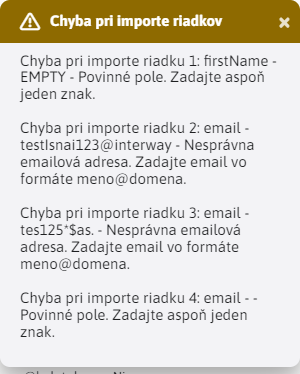 Chyba pri importe riadkov
Chyba pri importe riadku 1: firstName -
EMPTY - Povinné pole. Zadajte aspoň
jeden znak.
Chyba pri importe riadku 2: email -
testIsnai123@interway - Nesprávna
emailová adresa. Zadajte email vo
formáte meno@domena.
Chyba pri importe riadku 3: email -
tes125*$as. - Nesprávna emailová
adresa. Zadajte email vo formáte
meno@domena.
Chyba pri importe riadku 4: email - -
Povinné pole. Zadajte aspoň jeden
znak.